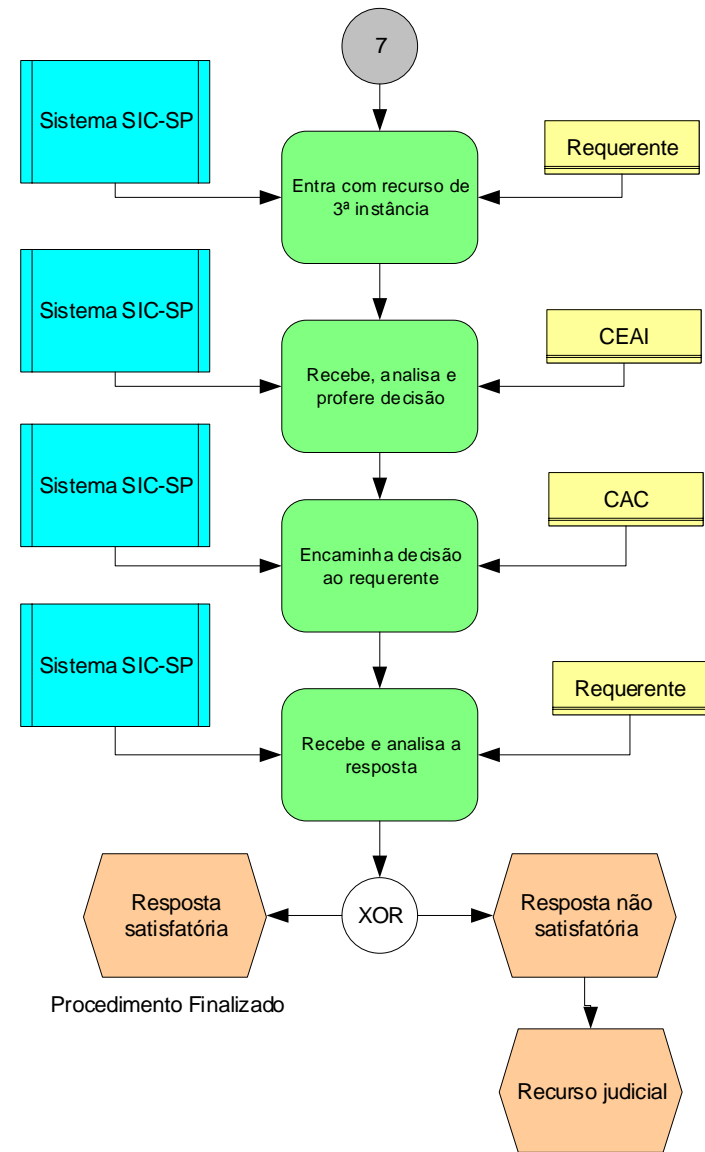 7
Sistema SIC-SP
Requerente
Entra com recurso de
3ª instância
Sistema SIC-SP
CEAI
Recebe, analisa e
profere decisão
Sistema SIC-SP
CAC
Encaminha decisão
ao requerente
Sistema SIC-SP
Requerente
Recebe e analisa a
resposta
Resposta
satisfatória
XOR
Resposta não
satisfatória
Procedimento Finalizado
Recurso judicial